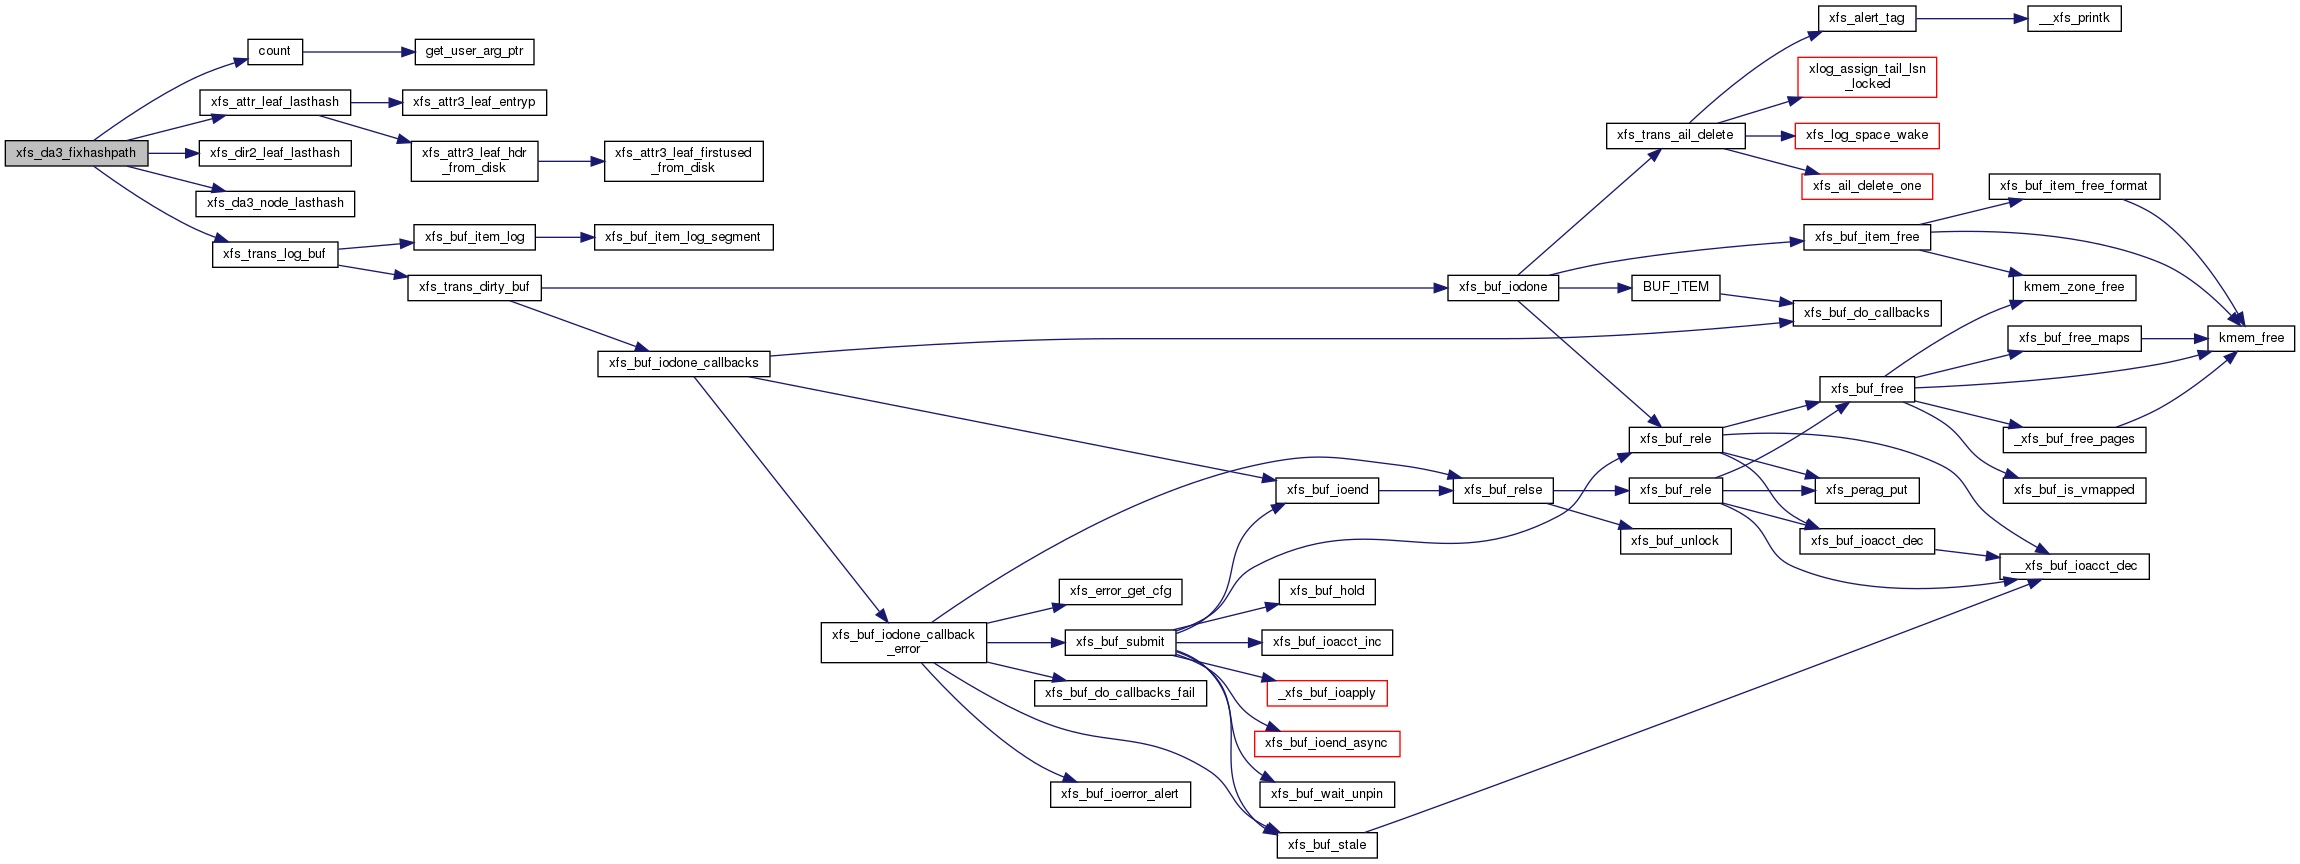 xfs_da3_fixhashpath
count
get_user_arg_ptr
xfs_attr_leaf_lasthash
xfs_attr3_leaf_entryp
xfs_attr3_leaf_hdr
_from_disk
xfs_attr3_leaf_firstused
_from_disk
xfs_dir2_leaf_lasthash
xfs_da3_node_lasthash
xfs_trans_log_buf
xfs_buf_item_log
xfs_buf_item_log_segment
xfs_trans_dirty_buf
xfs_buf_iodone_callbacks
xfs_buf_iodone_callback
_error
xfs_error_get_cfg
xfs_buf_submit
xfs_buf_do_callbacks_fail
xfs_buf_ioerror_alert
xfs_buf_ioend
xfs_buf_hold
xfs_buf_ioacct_inc
_xfs_buf_ioapply
xfs_buf_ioend_async
xfs_buf_wait_unpin
xfs_buf_stale
xfs_buf_iodone
xfs_buf_relse
xfs_trans_ail_delete
BUF_ITEM
xfs_buf_rele
xfs_buf_rele
xfs_buf_unlock
xfs_alert_tag
__xfs_printk
xlog_assign_tail_lsn
_locked
xfs_log_space_wake
xfs_ail_delete_one
xfs_buf_item_free
xfs_buf_do_callbacks
xfs_buf_free
xfs_perag_put
xfs_buf_ioacct_dec
xfs_buf_item_free_format
kmem_zone_free
xfs_buf_free_maps
_xfs_buf_free_pages
xfs_buf_is_vmapped
__xfs_buf_ioacct_dec
kmem_free